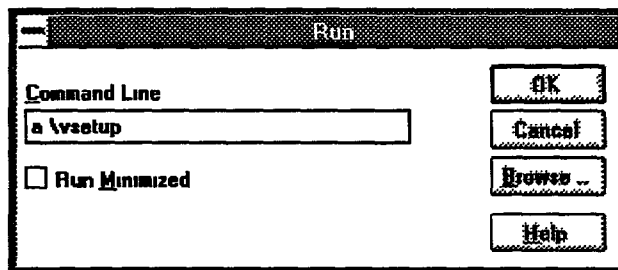 Run
Command Line
a \vsetup
Run Minimized
OK
Cancel
Browse ..
Help